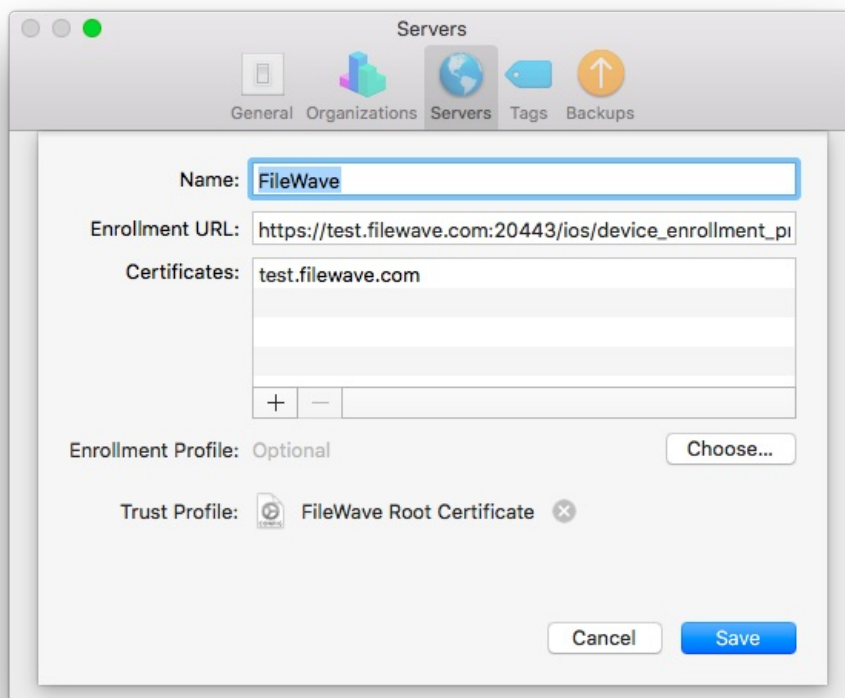 Servers
General Organizations Servers Tags Backups
Name: FileWave
Enrollment URL: https://test.filewave.com:20443/ios/device_enrollment_p
Certificates: test.filewave.com
+ −
Enrollment Profile: Optional Choose...
Trust Profile: FileWave Root Certificate
Cancel Save